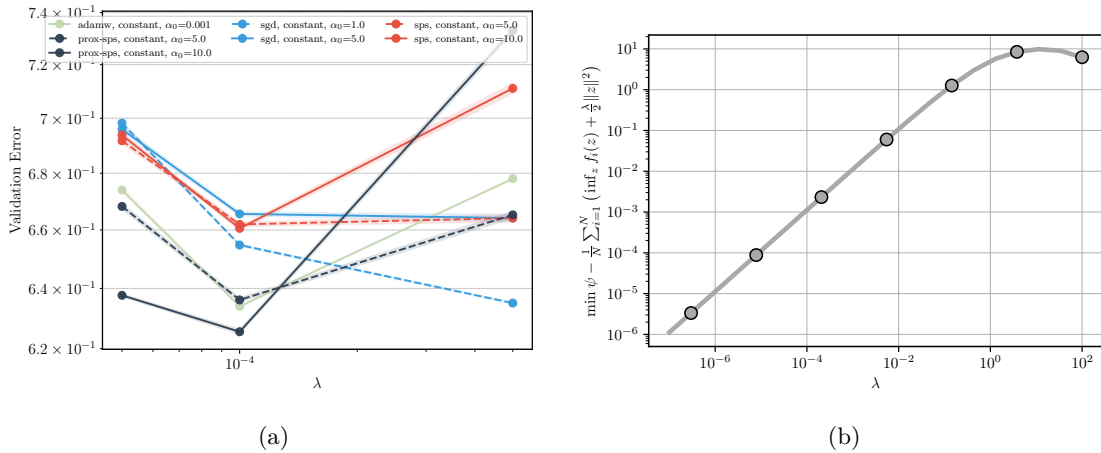 7.4 × 10⁻¹
7.2 × 10⁻¹
7 × 10⁻¹
6.8 × 10⁻¹
6.6 × 10⁻¹
6.4 × 10⁻¹
6.2 × 10⁻¹
Validation Error
adamw, constant, α₀=0.001
prox-sps, constant, α₀=5.0
prox-sps, constant, α₀=10.0
sgd, constant, α₀=1.0
sgd, constant, α₀=5.0
sps, constant, α₀=5.0
sps, constant, α₀=10.0
10⁻⁴
λ
(a)
min ψ − 1/N ∑ᵢ₌₁ᴺ (inf_z fᵢ(z) + λ/2 ||z||²)
10¹
10⁰
10⁻¹
10⁻²
10⁻³
10⁻⁴
10⁻⁵
10⁻⁶
10⁻⁶ 10⁻⁴ 10⁻² 10⁰ 10²
λ
(b)